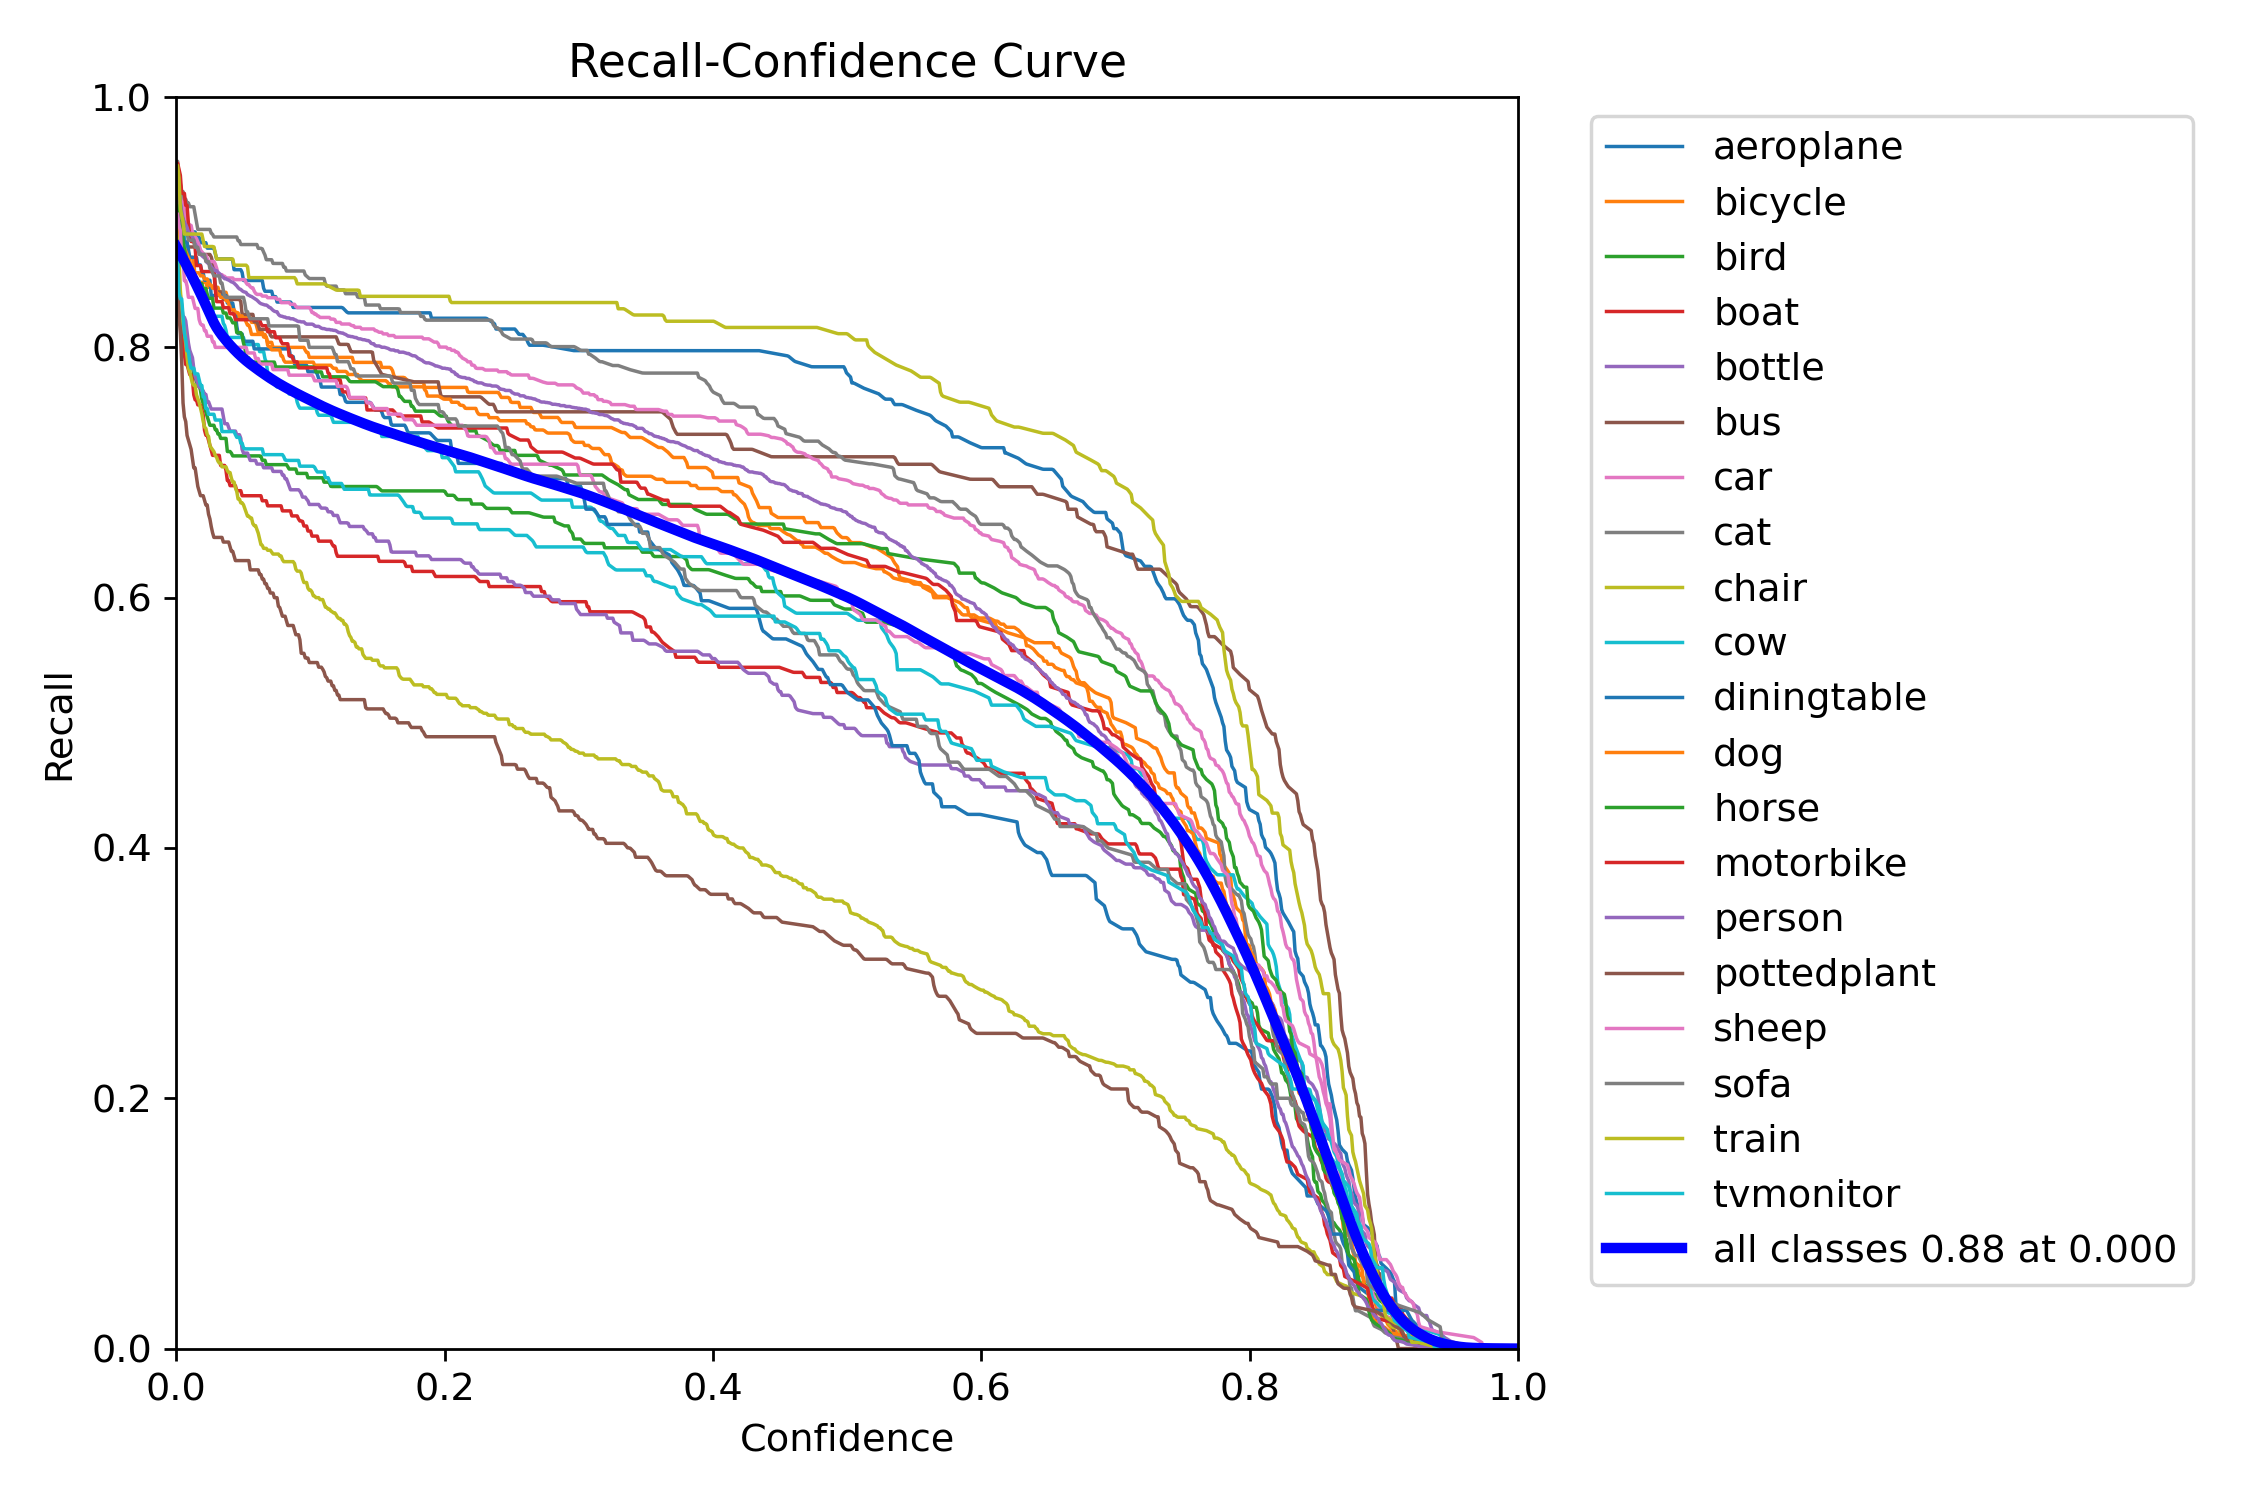 Recall-Confidence Curve
1.0
0.8
0.6
0.4
0.2
0.0
Recall
0.0 0.2 0.4 0.6 0.8 1.0
Confidence
aeroplane
bicycle
bird
boat
bottle
bus
car
cat
chair
cow
diningtable
dog
horse
motorbike
person
pottedplant
sheep
sofa
train
tvmonitor
all classes 0.88 at 0.000